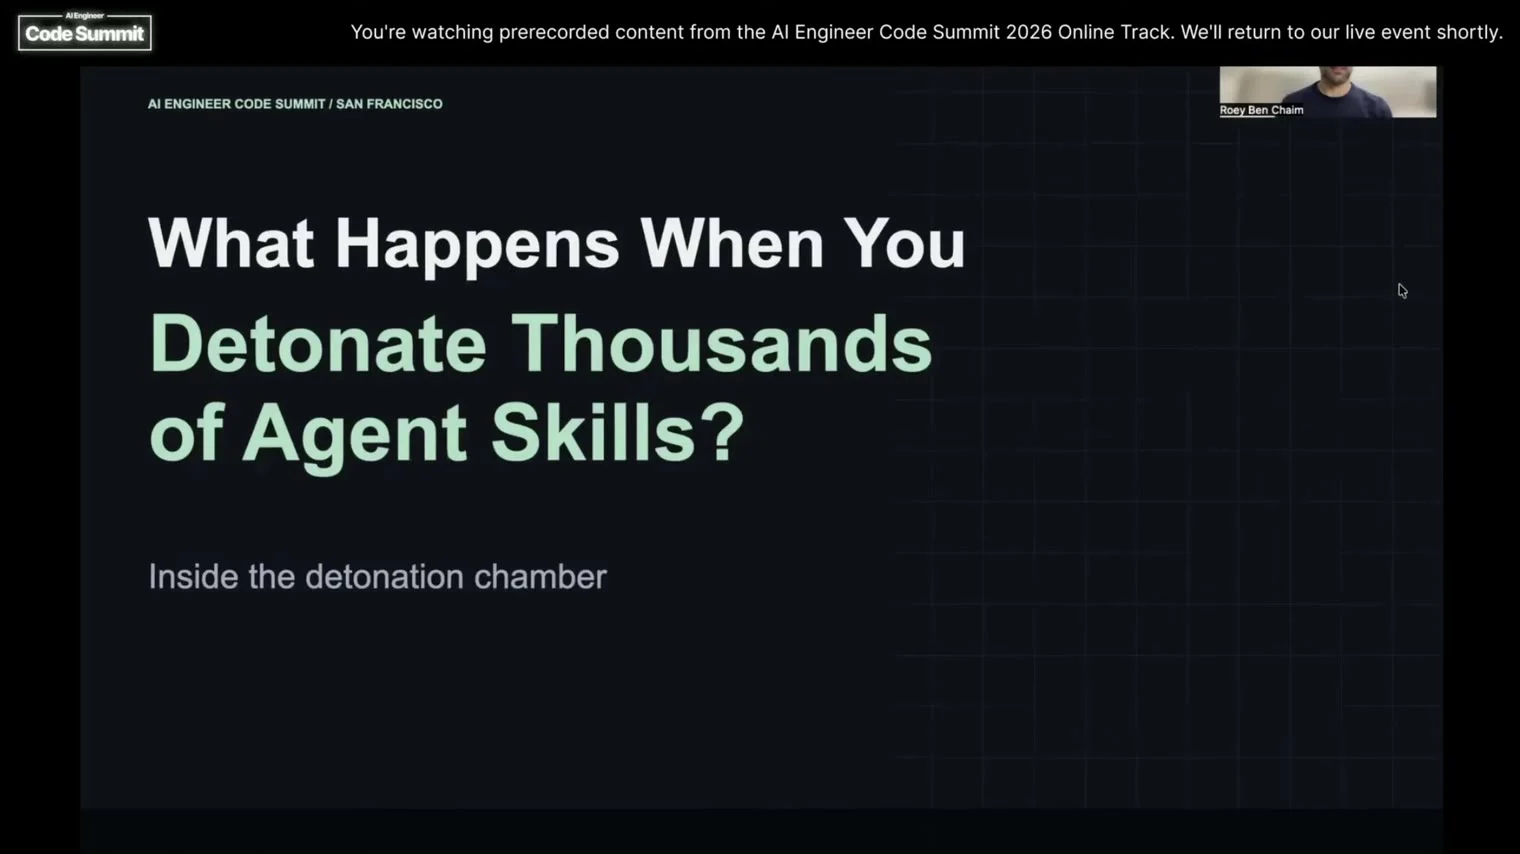 AI Engineer
Code Summit
You're watching prerecorded content from the AI Engineer Code Summit 2026 Online Track. We'll return to our live event shortly.
AI ENGINEER CODE SUMMIT / SAN FRANCISCO
Roey Ben Chaim
What Happens When You
Detonate Thousands
of Agent Skills?
Inside the detonation chamber